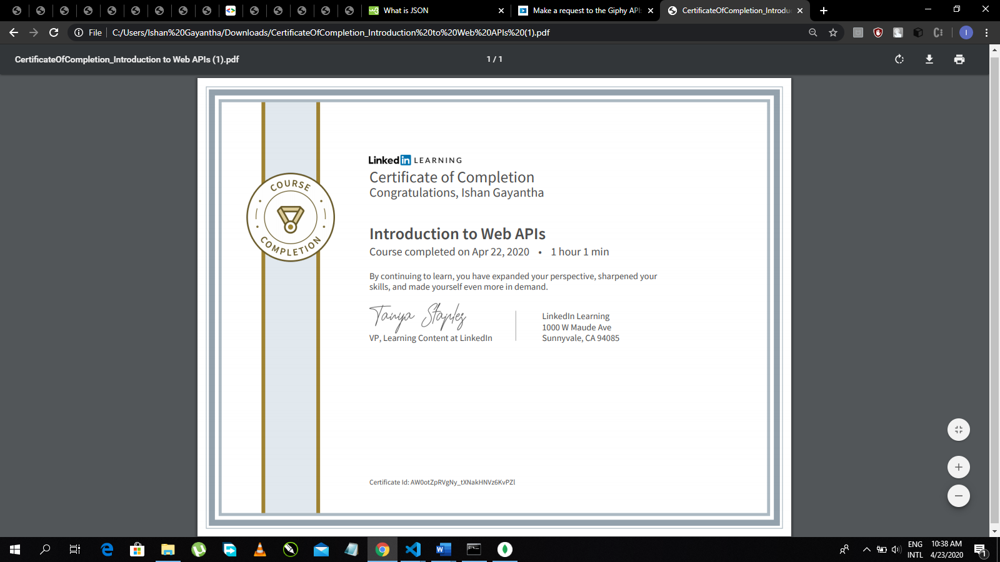 What is JSON
Make a request to the Giphy API:
CertificateOfCompletion_Introdu
File
C:/Users/Ishan%20Gayantha/Downloads/CertificateOfCompletion_Introduction%20to%20Web%20APIs%20(1).pdf
I
CertificateOfCompletion_Introduction to Web APIs (1).pdf
1 / 1
COURSE
COMPLETION
Linkedin LEARNING
Certificate of Completion
Congratulations, Ishan Gayantha
Introduction to Web APIs
Course completed on Apr 22, 2020 • 1 hour 1 min
By continuing to learn, you have expanded your perspective, sharpened your
skills, and made yourself even more in demand.
Tanya Staples
VP, Learning Content at LinkedIn
LinkedIn Learning
1000 W Maude Ave
Sunnyvale, CA 94085
Certificate Id: AW0otZpRVgNy_tXNakHNVz6KvPZl
ENG
INTL
10:38 AM
4/23/2020
1